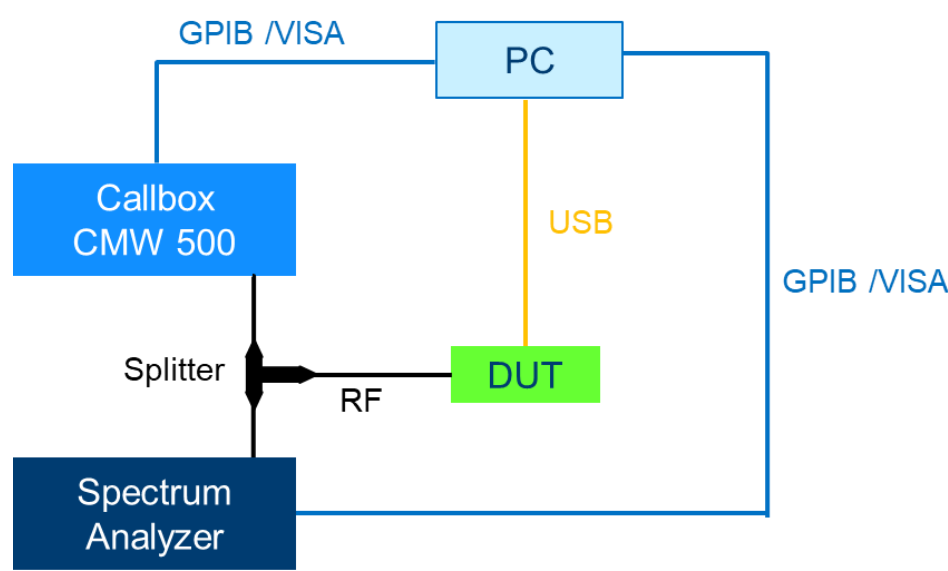 GPIB /VISA
PC
Callbox
CMW 500
USB
GPIB /VISA
Splitter
RF
DUT
Spectrum
Analyzer